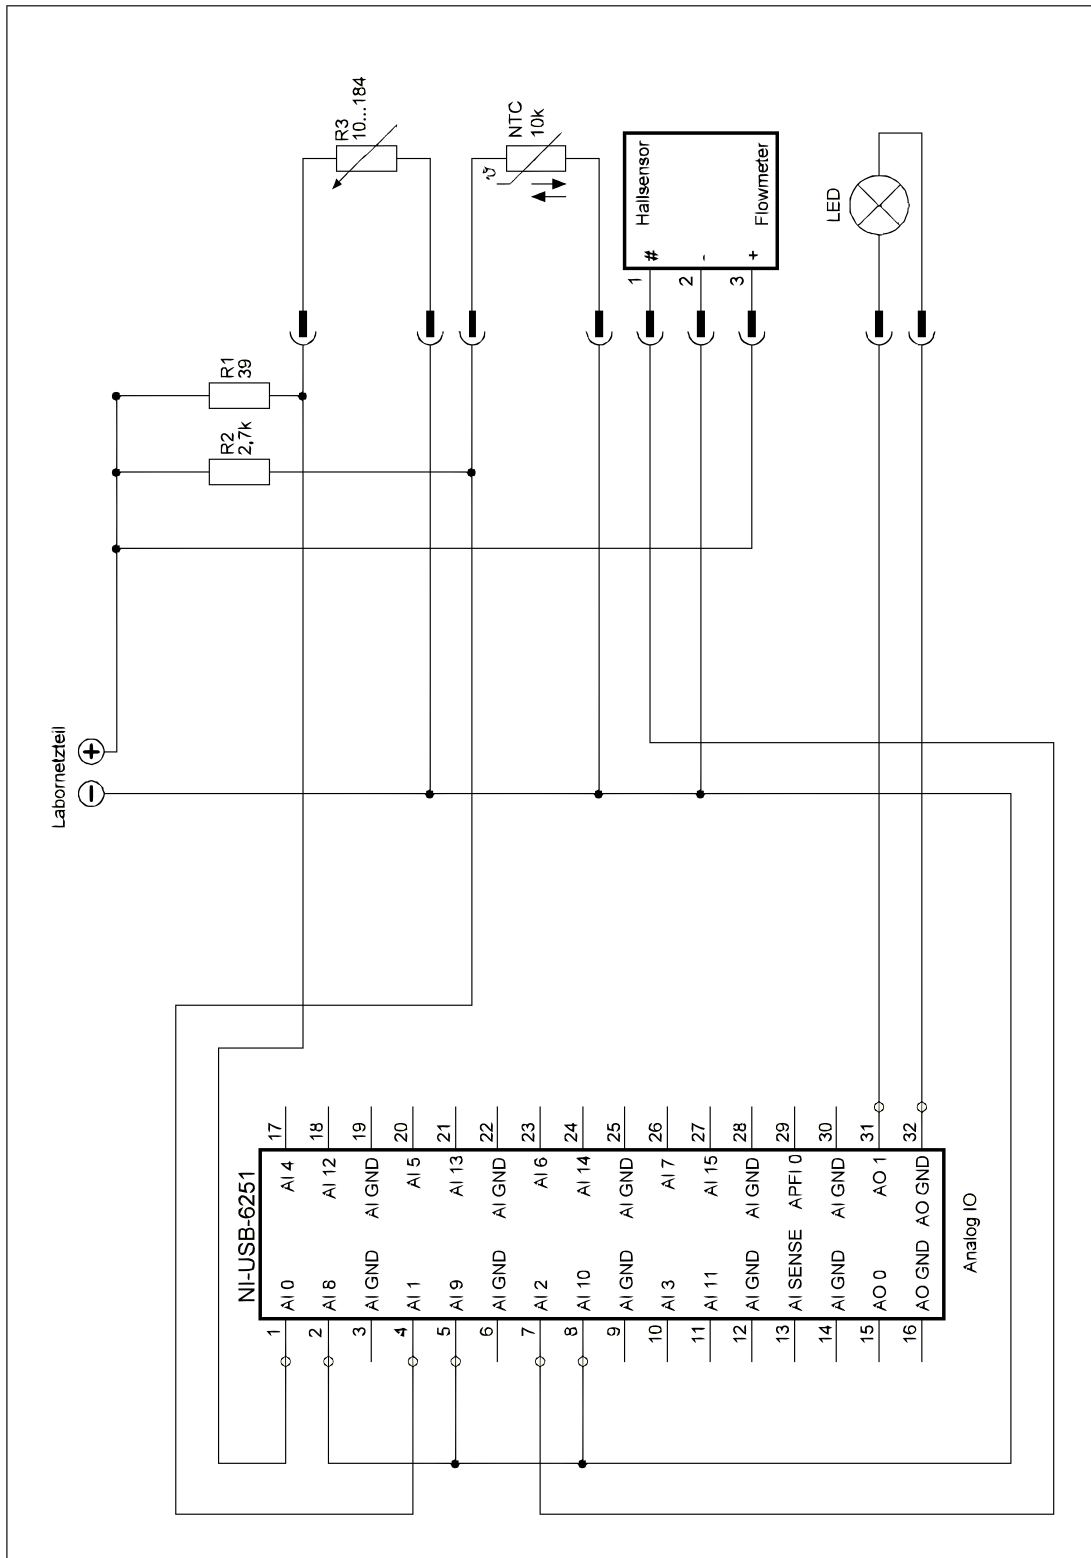 R3
10...184
NTC
10k
ϑ
Hallsensor
Flowmeter
1 #
2 -
3 +
LED
R1
39
R2
2,7k
Labornetzteil
+
-
NI-USB-6251
Analog IO
1 AI 0
2 AI 8
3 AI GND
4 AI 1
5 AI 9
6 AI GND
7 AI 2
8 AI 10
9 AI GND
10 AI 3
11 AI 11
12 AI GND
13 AI SENSE
14 AI GND
15 AO 0
16 AO GND
17 AI 4
18 AI 12
19 AI GND
20 AI 5
21 AI 13
22 AI GND
23 AI 6
24 AI 14
25 AI GND
26 AI 7
27 AI 15
28 AI GND
29 APFI 0
30 AI GND
31 AO 1
32 AO GND